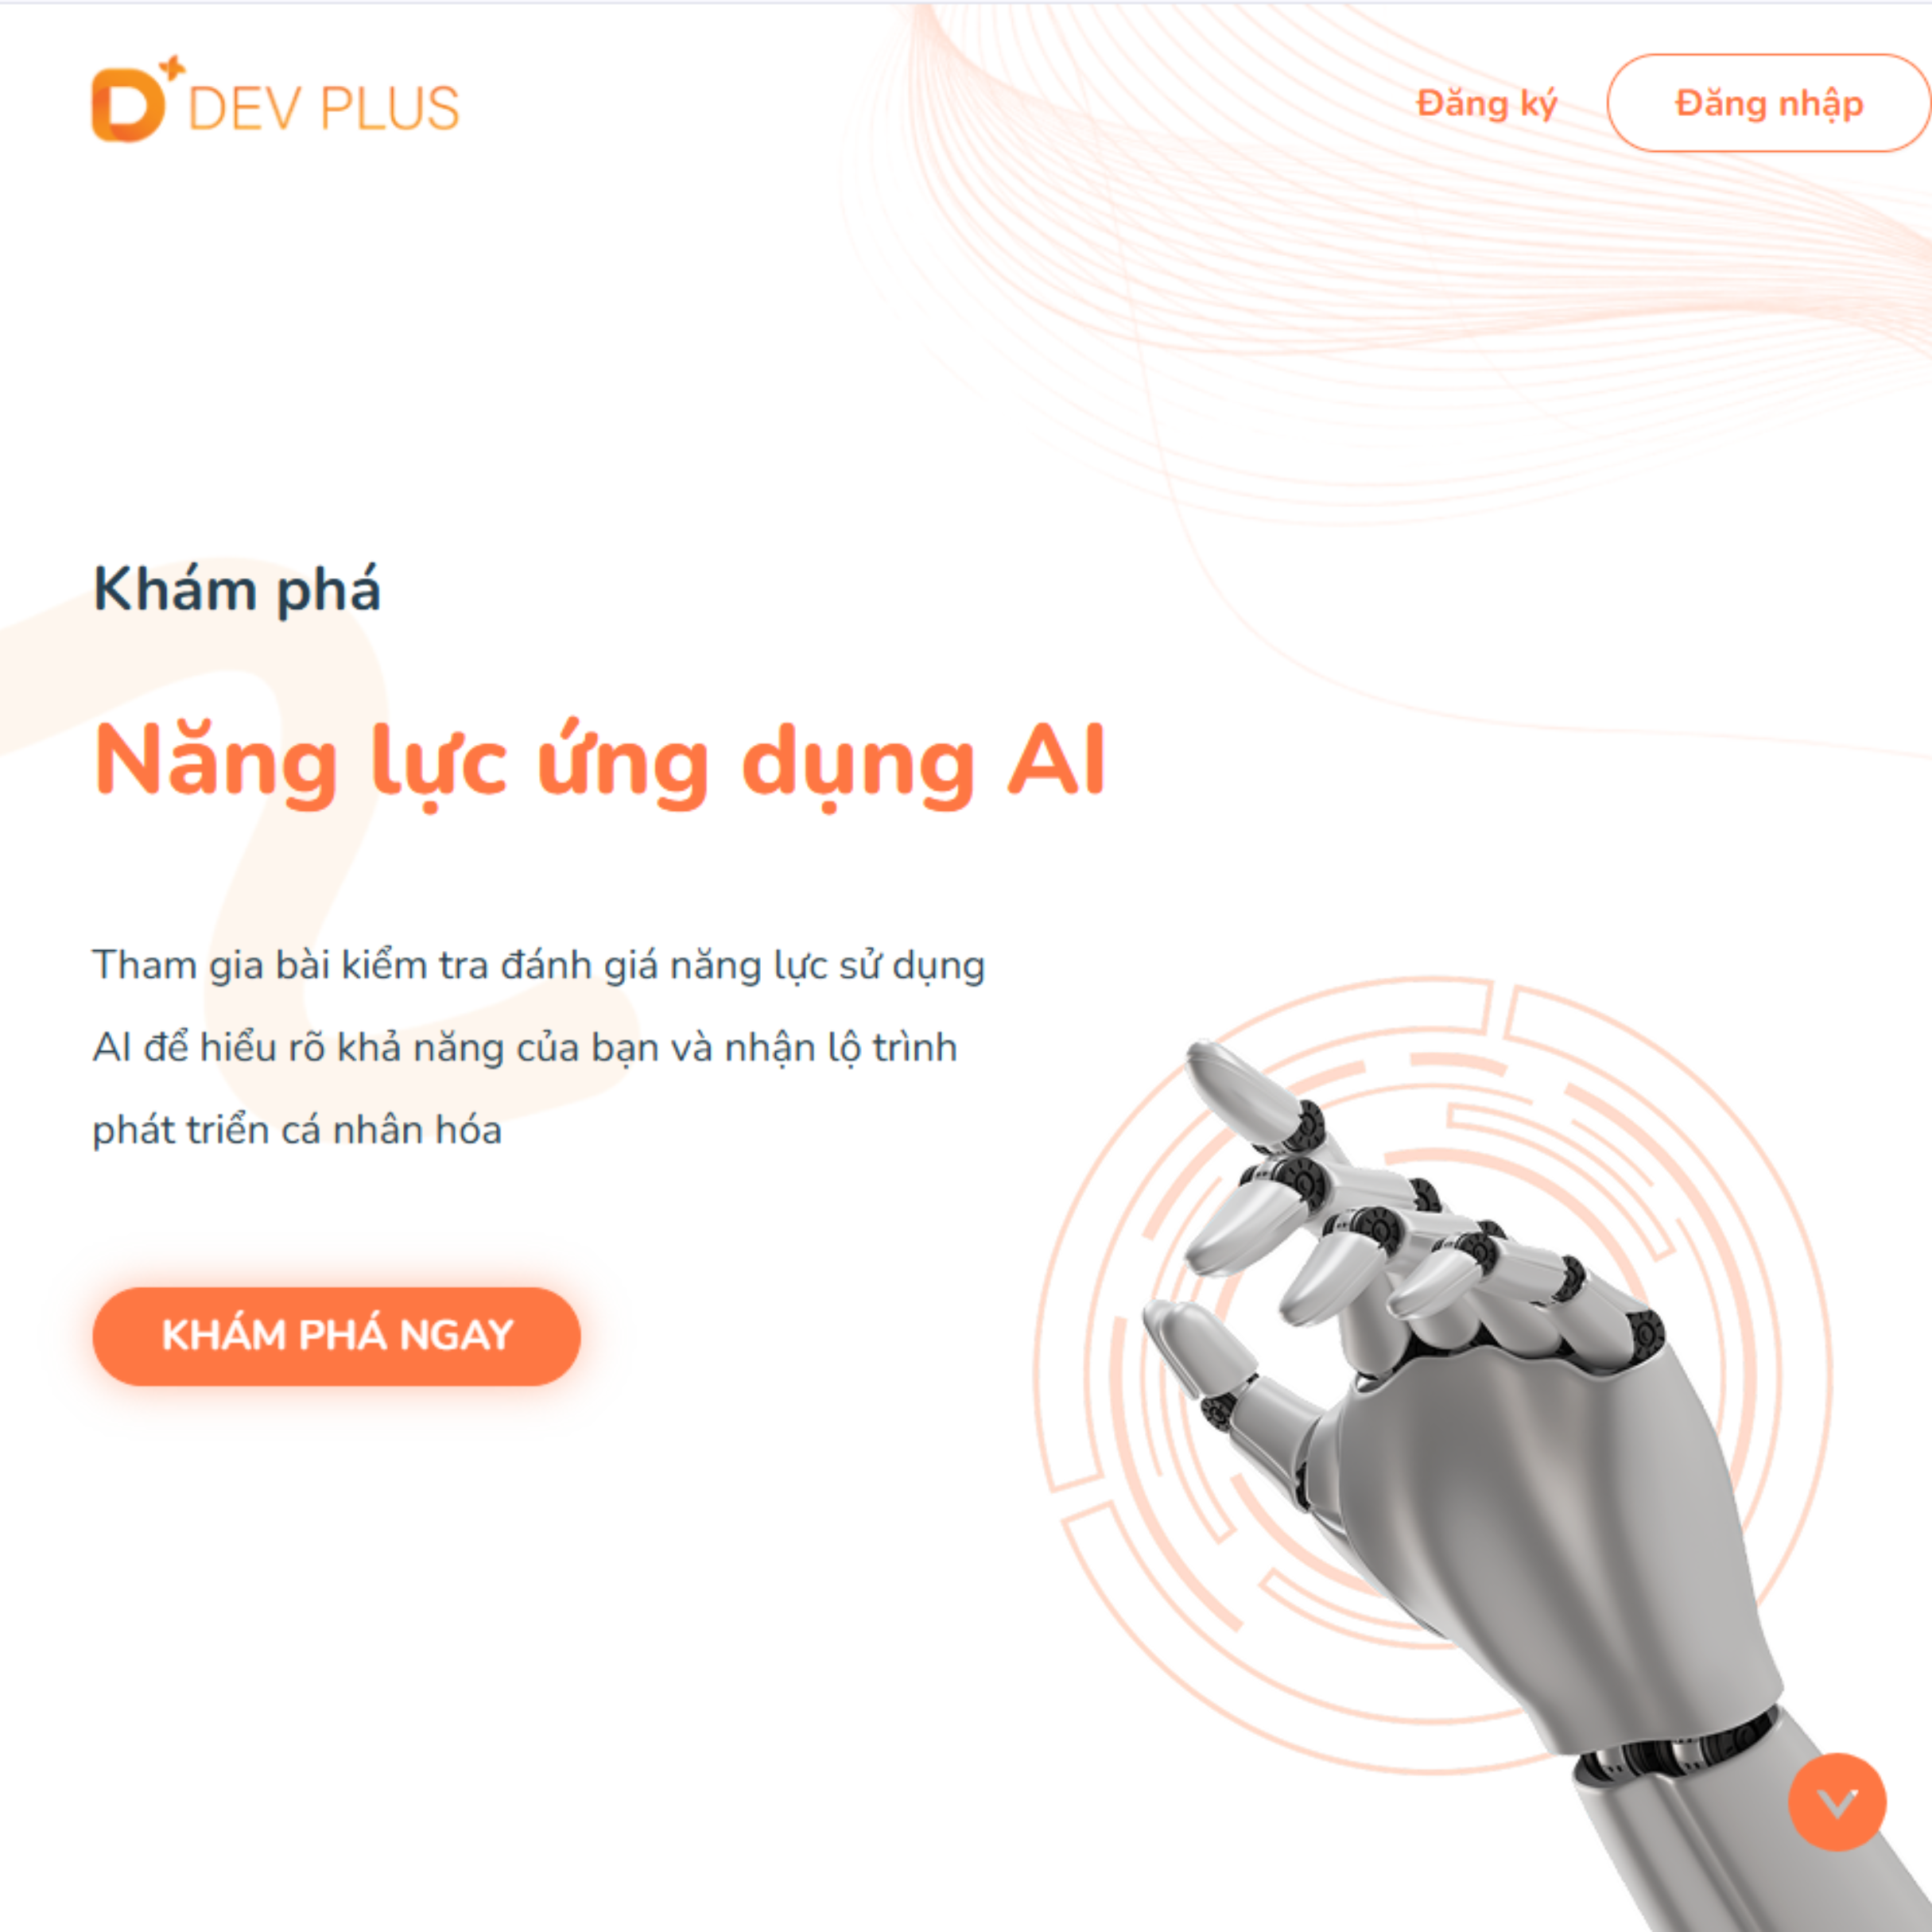 DEV PLUS
Đăng ký
Đăng nhập
Khám phá
Năng lực ứng dụng AI
Tham gia bài kiểm tra đánh giá năng lực sử dụng
AI để hiểu rõ khả năng của bạn và nhận lộ trình
phát triển cá nhân hóa
KHÁM PHÁ NGAY